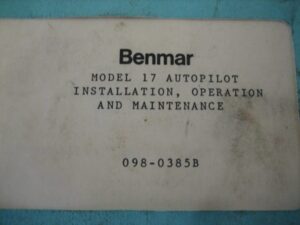 Benmar
MODEL 17 AUTOPILOT
INSTALLATION, OPERATION
AND MAINTENANCE
098-0385B